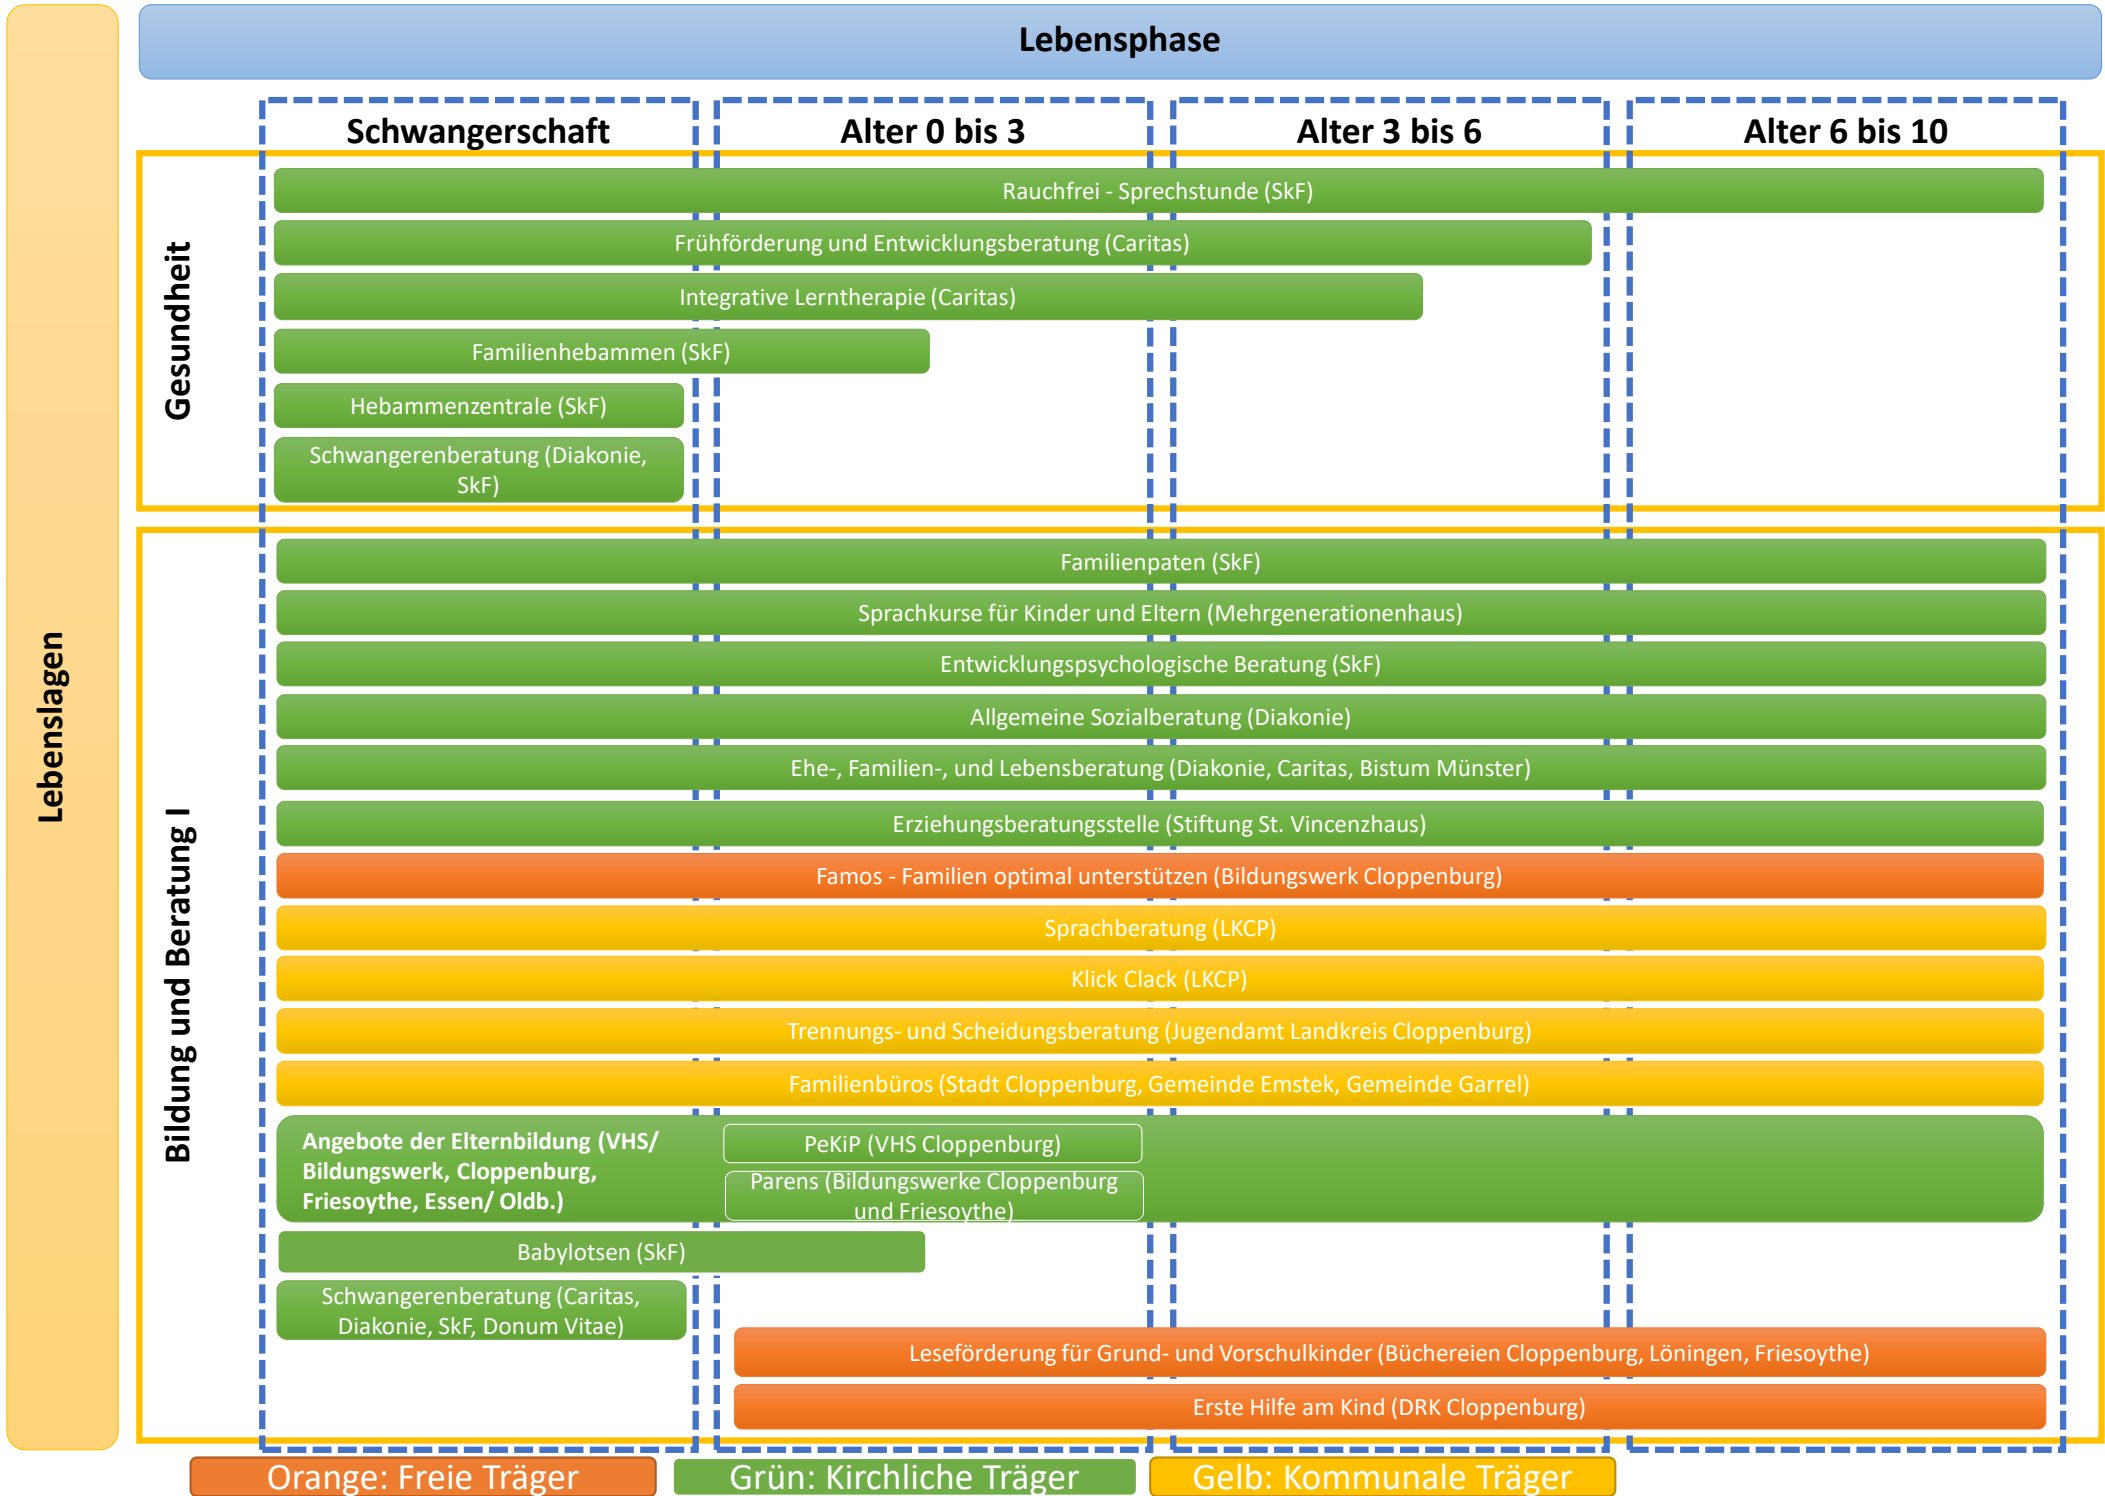 Lebensphase
Schwangerschaft
Alter 0 bis 3
Alter 3 bis 6
Alter 6 bis 10
Lebenslagen
Gesundheit
Rauchfrei - Sprechstunde (SkF)
Frühförderung und Entwicklungsberatung (Caritas)
Integrative Lerntherapie (Caritas)
Familienhebammen (SkF)
Hebammenzentrale (SkF)
Schwangerenberatung (Diakonie,
SkF)
Bildung und Beratung I
Familienpaten (SkF)
Sprachkurse für Kinder und Eltern (Mehrgenerationenhaus)
Entwicklungspsychologische Beratung (SkF)
Allgemeine Sozialberatung (Diakonie)
Ehe-, Familien-, und Lebensberatung (Diakonie, Caritas, Bistum Münster)
Erziehungsberatungsstelle (Stiftung St. Vincenzhaus)
Famos - Familien optimal unterstützen (Bildungswerk Cloppenburg)
Sprachberatung (LKCP)
Klick Clack (LKCP)
Trennungs- und Scheidungsberatung (Jugendamt Landkreis Cloppenburg)
Familienbüros (Stadt Cloppenburg, Gemeinde Emstek, Gemeinde Garrel)
Angebote der Elternbildung (VHS/
Bildungswerk, Cloppenburg,
Friesoythe, Essen/ Oldb.)
PeKiP (VHS Cloppenburg)
Parens (Bildungswerke Cloppenburg
und Friesoythe)
Babylotsen (SkF)
Schwangerenberatung (Caritas,
Diakonie, SkF, Donum Vitae)
Leseförderung für Grund- und Vorschulkinder (Büchereien Cloppenburg, Löningen, Friesoythe)
Erste Hilfe am Kind (DRK Cloppenburg)
Orange: Freie Träger
Grün: Kirchliche Träger
Gelb: Kommunale Träger